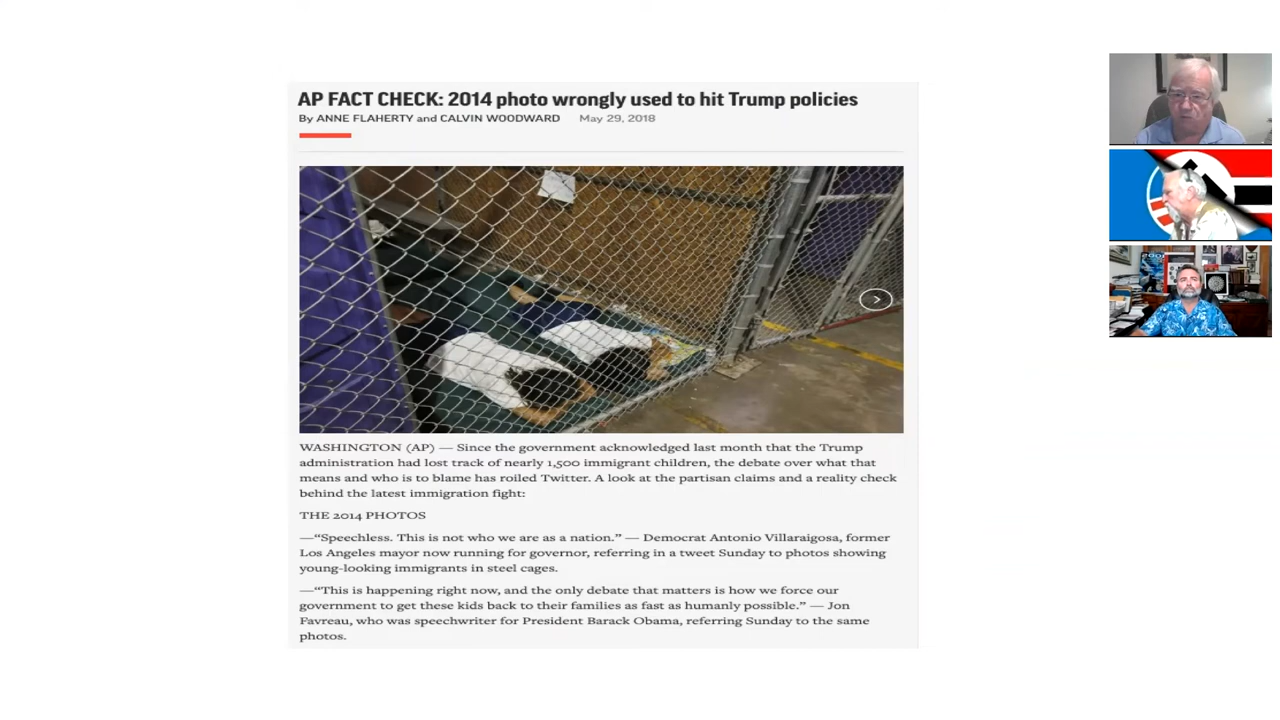 AP FACT CHECK: 2014 photo wrongly used to hit Trump policies
By ANNE FLAHERTY and CALVIN WOODWARD May 29, 2018
WASHINGTON (AP) — Since the government acknowledged last month that the Trump
administration had lost track of nearly 1,500 immigrant children, the debate over what that
means and who is to blame has roiled Twitter. A look at the partisan claims and a reality check
behind the latest immigration fight:
THE 2014 PHOTOS
—“Speechless. This is not who we are as a nation.” — Democrat Antonio Villaraigosa, former
Los Angeles mayor now running for governor, referring in a tweet Sunday to photos showing
young-looking immigrants in steel cages.
—“This is happening right now, and the only debate that matters is how we force our
government to get these kids back to their families as fast as humanly possible.” — Jon
Favreau, who was speechwriter for President Barack Obama, referring Sunday to the same
photos.